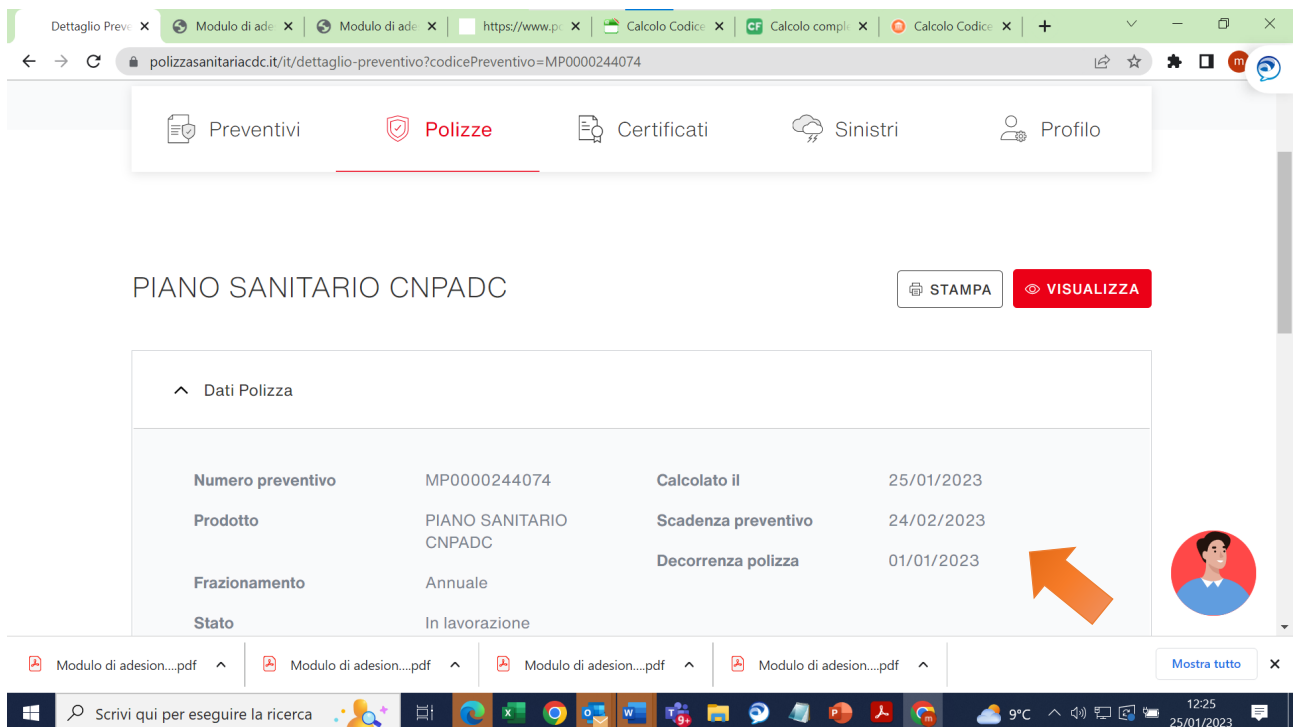 Dettaglio Preve
Modulo di ade
Modulo di ade
https://www.po
Calcolo Codice
CF Calcolo comple
Calcolo Codice
polizzasanitariacdc.it/it/dettaglio-preventivo?codicePreventivo=MP0000244074
m
Preventivi
Polizze
Certificati
Sinistri
Profilo
PIANO SANITARIO CNPADC
STAMPA
VISUALIZZA
Dati Polizza
Numero preventivo MP0000244074 Calcolato il 25/01/2023
Prodotto PIANO SANITARIO CNPADC Scadenza preventivo 24/02/2023
Decorrenza polizza 01/01/2023
Frazionamento Annuale
Stato In lavorazione
Modulo di adesion....pdf
Modulo di adesion....pdf
Modulo di adesion....pdf
Modulo di adesion....pdf
Mostra tutto
Scrivi qui per eseguire la ricerca
9+
9°C
12:25
25/01/2023